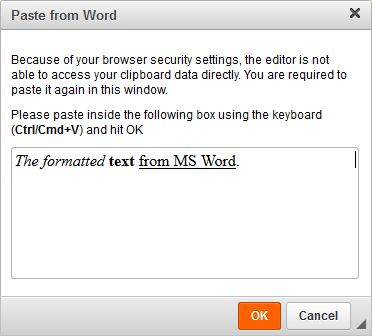 Paste from Word
Because of your browser security settings, the editor is not
able to access your clipboard data directly. You are required to
paste it again in this window.
Please paste inside the following box using the keyboard
(Ctrl/Cmd+V) and hit OK
The formatted text from MS Word.
OK
Cancel